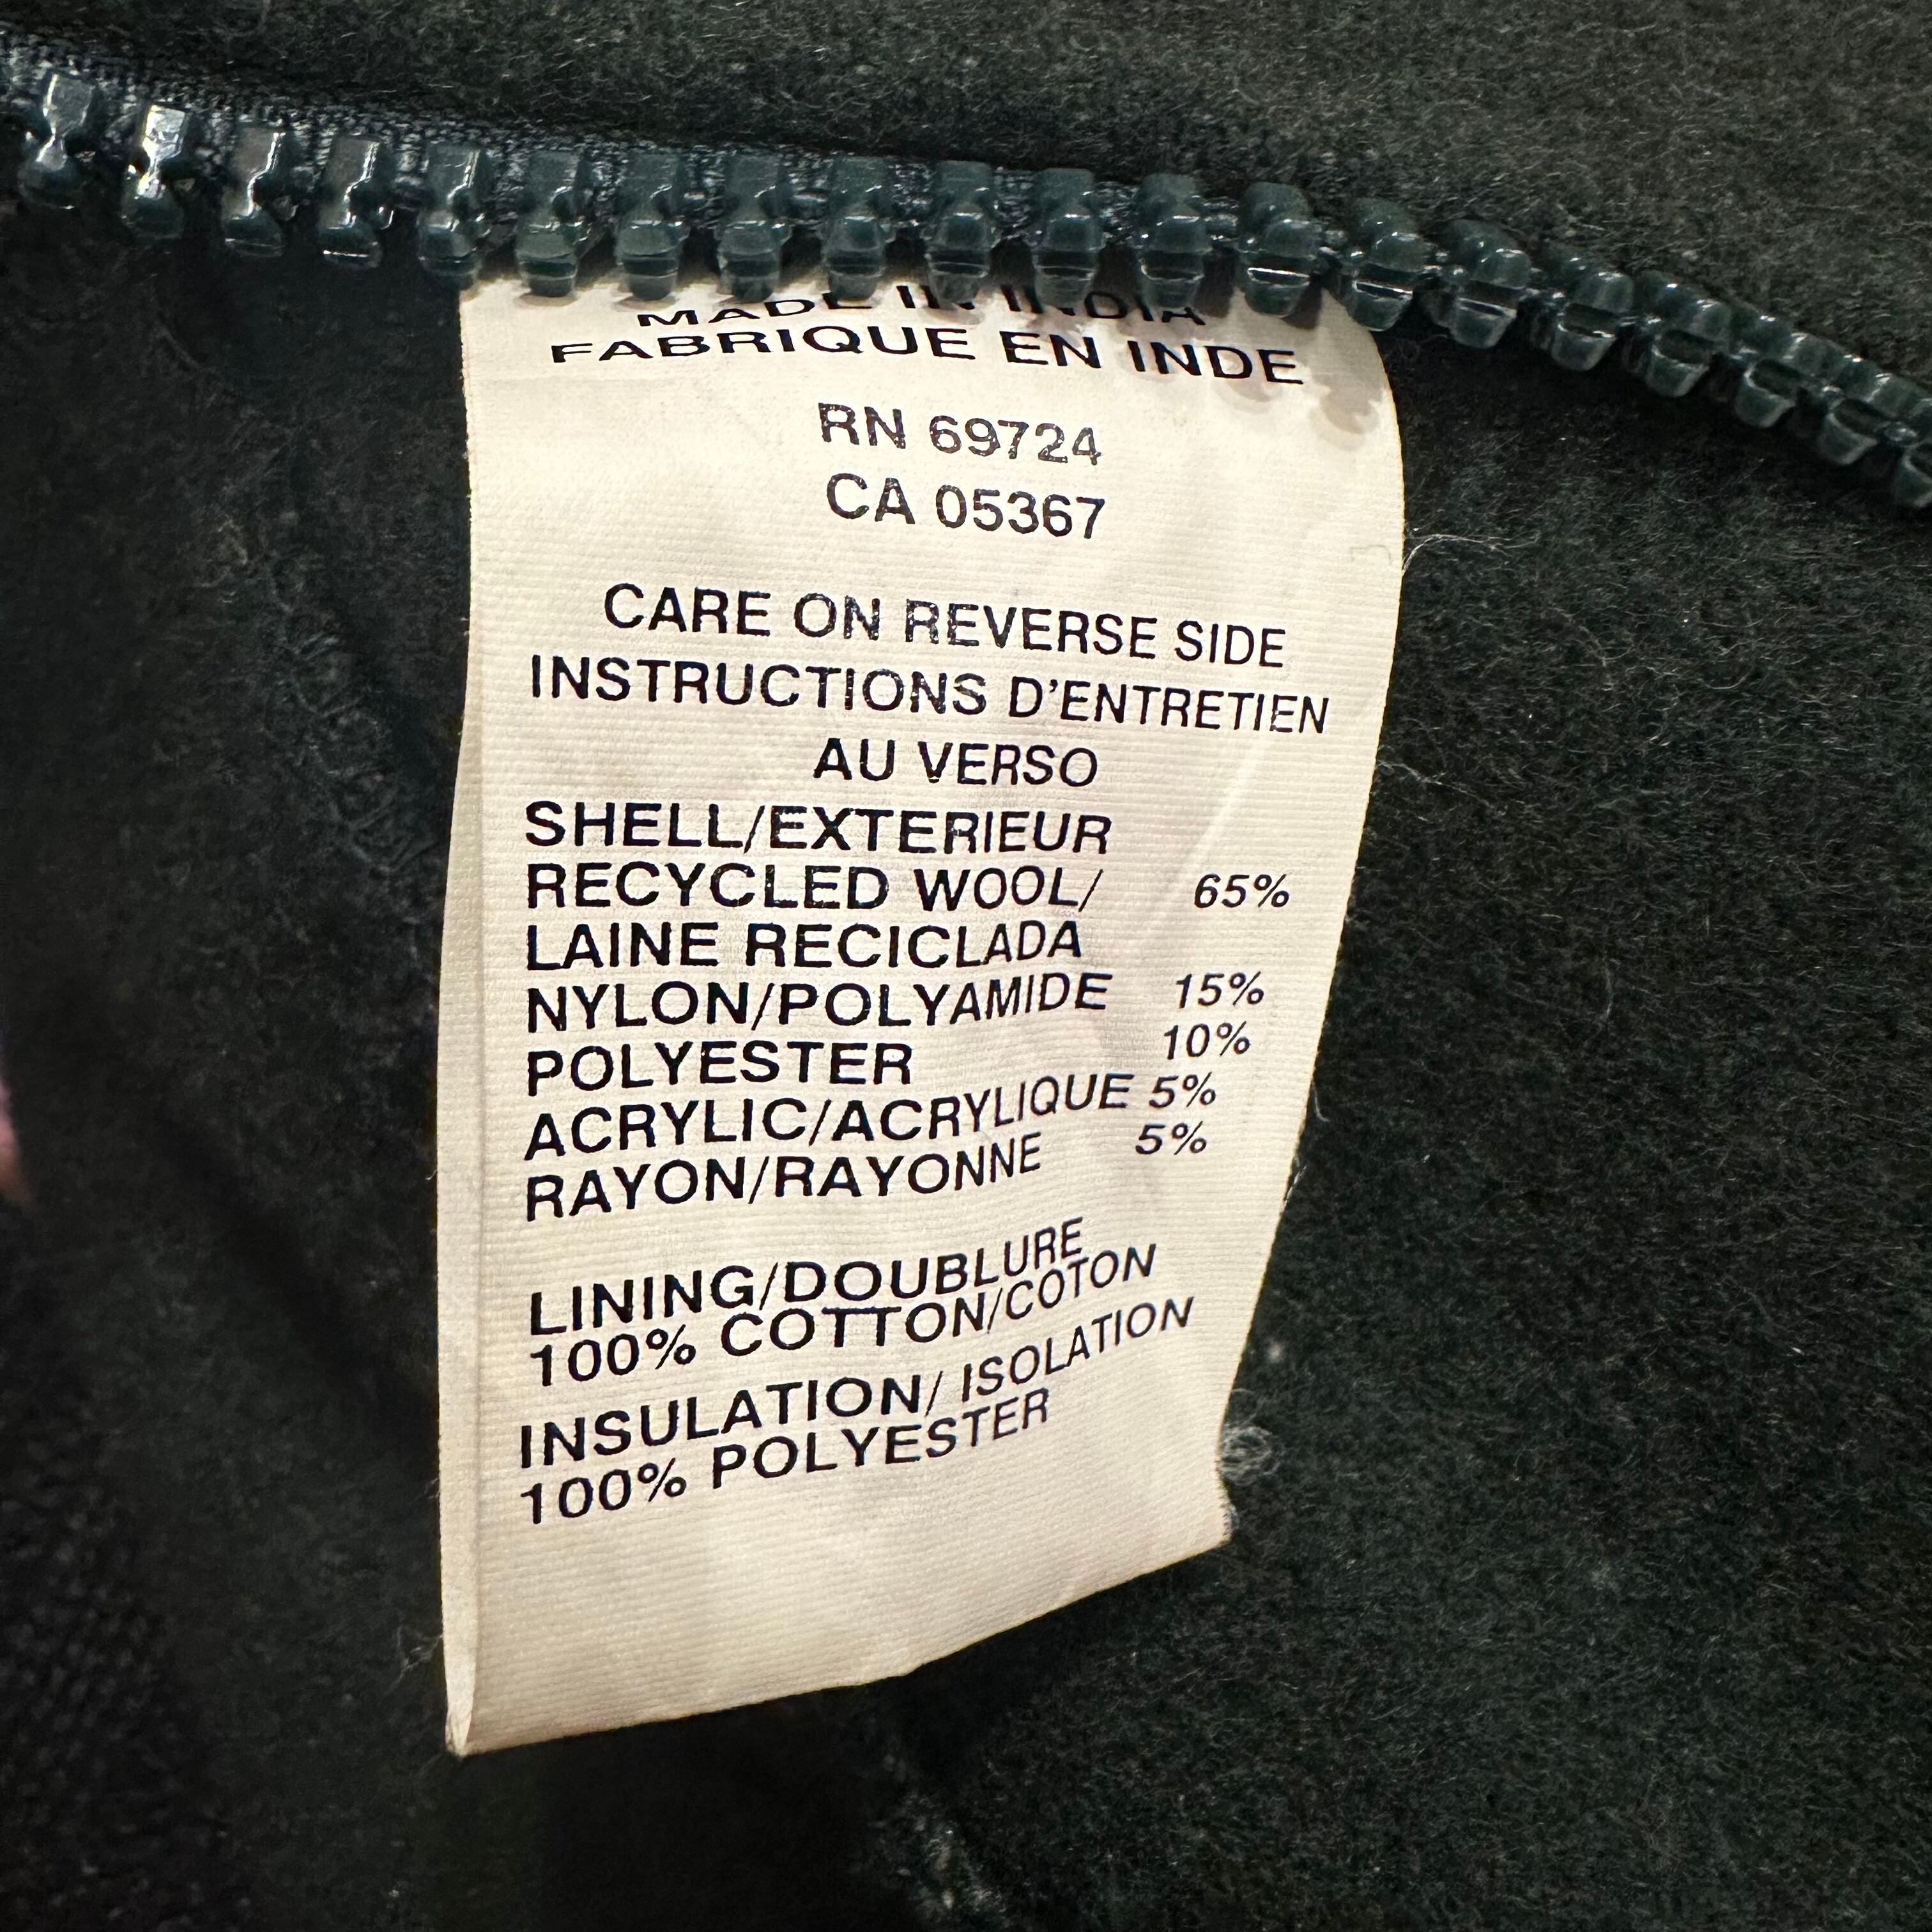 MADE IN INDIA
FABRIQUE EN INDE
RN 69724
CA 05367
CARE ON REVERSE SIDE
INSTRUCTIONS D'ENTRETIEN
AU VERSO
SHELL/EXTERIEUR
RECYCLED WOOL/ 65%
LAINE RECICLADA
NYLON/POLYAMIDE 15%
POLYESTER 10%
ACRYLIC/ACRYLIQUE 5%
RAYON/RAYONNE 5%
LINING/DOUBLURE
100% COTTON/COTON
INSULATION/ ISOLATION
100% POLYESTER